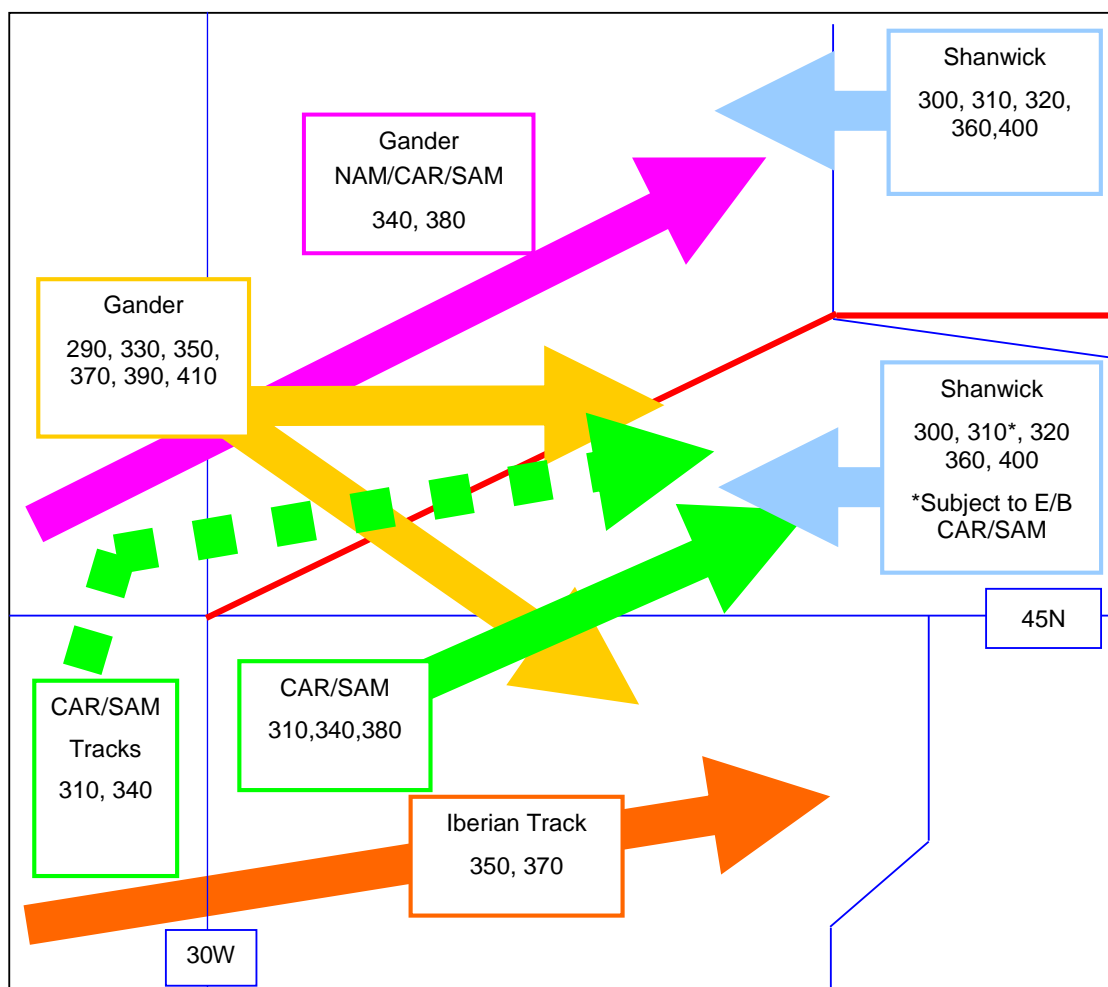 Shanwick
300, 310, 320,
360,400
Gander
NAM/CAR/SAM
340, 380
Gander
290, 330, 350,
370, 390, 410
Shanwick
300, 310*, 320
360, 400
*Subject to E/B
CAR/SAM
45N
CAR/SAM
Tracks
310, 340
CAR/SAM
310,340,380
Iberian Track
350, 370
30W